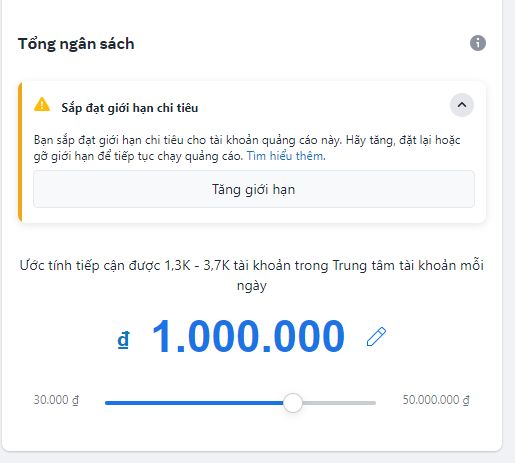 Tổng ngân sách
Sắp đạt giới hạn chi tiêu
Bạn sắp đạt giới hạn chi tiêu cho tài khoản quảng cáo này. Hãy tăng, đặt lại hoặc
gỡ giới hạn để tiếp tục chạy quảng cáo. Tìm hiểu thêm.
Tăng giới hạn
Ước tính tiếp cận được 1,3K - 3,7K tài khoản trong Trung tâm tài khoản mỗi
ngày
₫ 1.000.000
30.000 ₫ 50.000.000 ₫